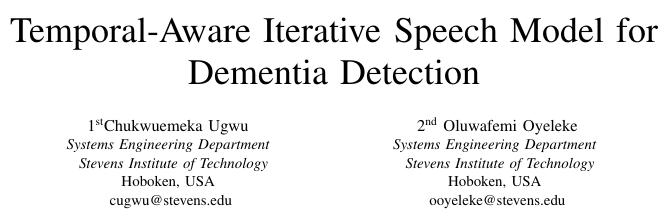 Temporal-Aware Iterative Speech Model for
Dementia Detection
1stChukwuemeka Ugwu
Systems Engineering Department
Stevens Institute of Technology
Hoboken, USA
cugwu@stevens.edu
2nd Oluwafemi Oyeleke
Systems Engineering Department
Stevens Institute of Technology
Hoboken, USA
ooyeleke@stevens.edu